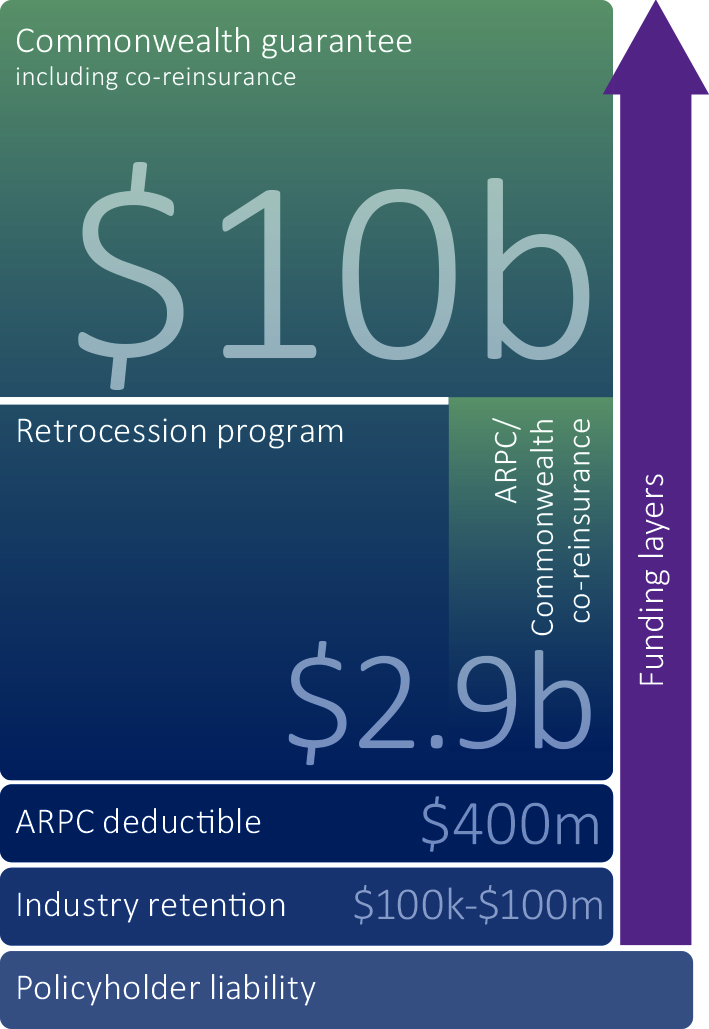 Commonwealth guarantee
including co-reinsurance
$10b
Retrocession program
ARPC/
Commonwealth
co-reinsurance
$2.9b
ARPC deductible
$400m
Industry retention
$100k-$100m
Policyholder liability
Funding layers